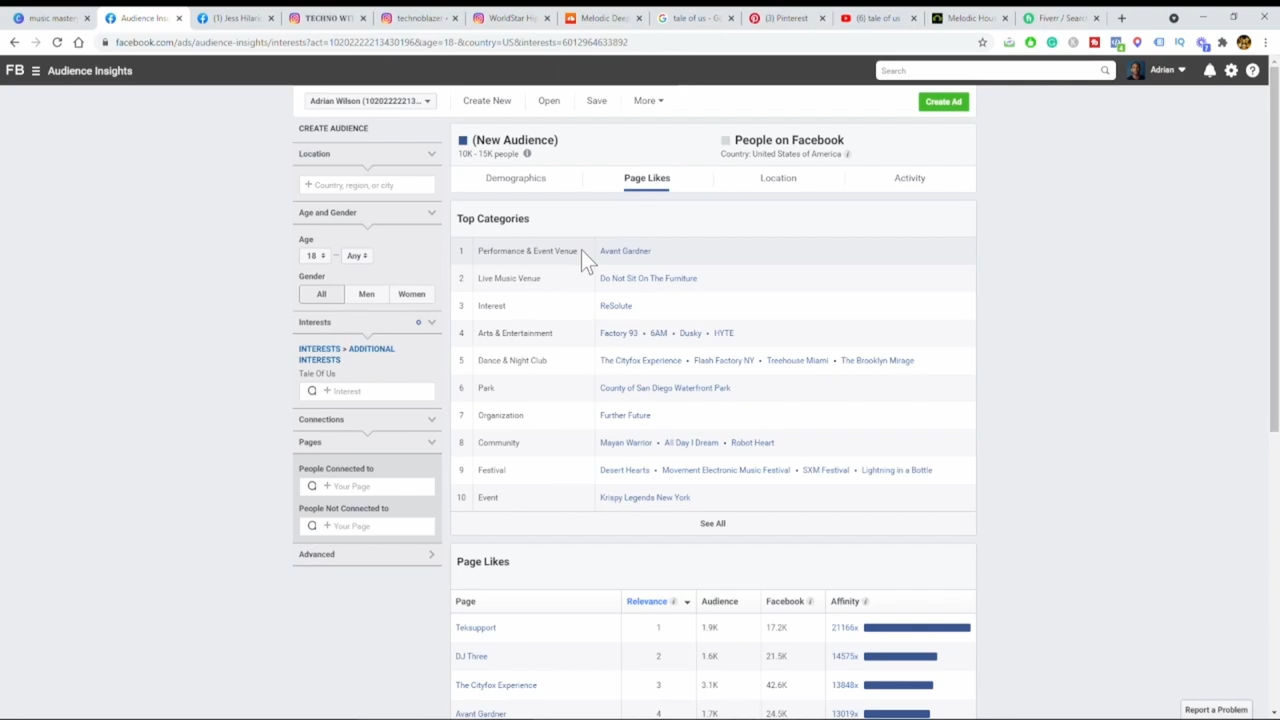 music masterp
Audience Insi
(1) Jess Hilaric
TECHNO WIT
technoblazer
WorldStar Hi
Melodic Deep
tale of us - Go
(3) Pinterest
(6) tale of us
Melodic Hou
Fiverr / Searc
facebook.com/ads/audience-insights/interests?act=10202222213430196&age=18-&country=US&interests=6012964633892
FB Audience Insights
Search
Adrian
Adrian Wilson (10202222213...
Create New
Open
Save
More
Create Ad
CREATE AUDIENCE
Location
+ Country, region, or city
Age and Gender
Age
18 – Any
Gender
All Men Women
Interests 0
INTERESTS > ADDITIONAL
INTERESTS
Tale Of Us
+ Interest
Connections
Pages
People Connected to
+ Your Page
People Not Connected to
+ Your Page
Advanced
(New Audience)
10K - 15K people
People on Facebook
Country: United States of America
Demographics Page Likes Location Activity
Top Categories
1 Performance & Event Venue Avant Gardner
2 Live Music Venue Do Not Sit On The Furniture
3 Interest ReSolute
4 Arts & Entertainment Factory 93 • 6AM • Dusky • HYTE
5 Dance & Night Club The Cityfox Experience • Flash Factory NY • Treehouse Miami • The Brooklyn Mirage
6 Park County of San Diego Waterfront Park
7 Organization Further Future
8 Community Mayan Warrior • All Day I Dream • Robot Heart
9 Festival Desert Hearts • Movement Electronic Music Festival • SXM Festival • Lightning in a Bottle
10 Event Krispy Legends New York
See All
Page Likes
Page Relevance Audience Facebook Affinity
Teksupport 1 1.9K 17.2K 21166x
DJ Three 2 1.6K 21.5K 14575x
The Cityfox Experience 3 3.1K 42.6K 13848x
Avant Gardner 4 1.7K 24.5K 13019x
Report a Problem